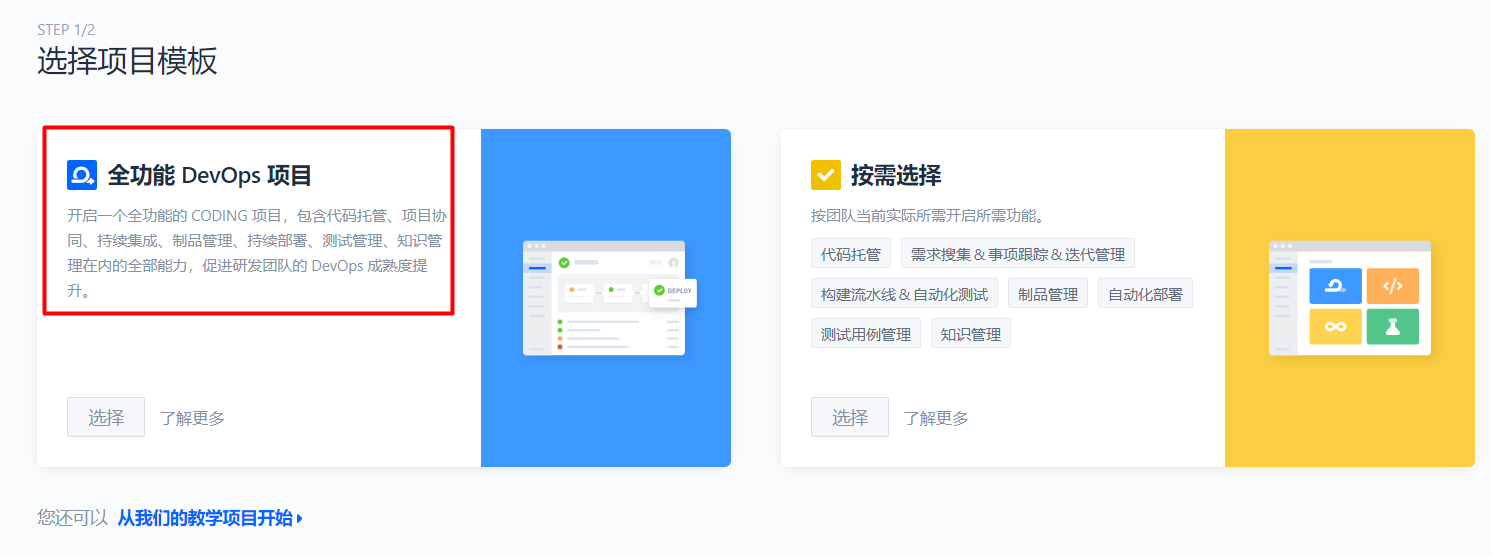 STEP 1/2
选择项目模板
全功能 DevOps 项目
开启一个全功能的 CODING 项目，包含代码托管、项目协
同、持续集成、制品管理、持续部署、测试管理、知识管
理在内的全部能力，促进研发团队的 DevOps 成熟度提
升。
DEPLOY
选择 了解更多
按需选择
按团队当前实际所需开启所需功能。
代码托管 需求搜集＆事项跟踪＆迭代管理
构建流水线＆自动化测试 制品管理 自动化部署
测试用例管理 知识管理
选择 了解更多
您还可以 从我们的教学项目开始